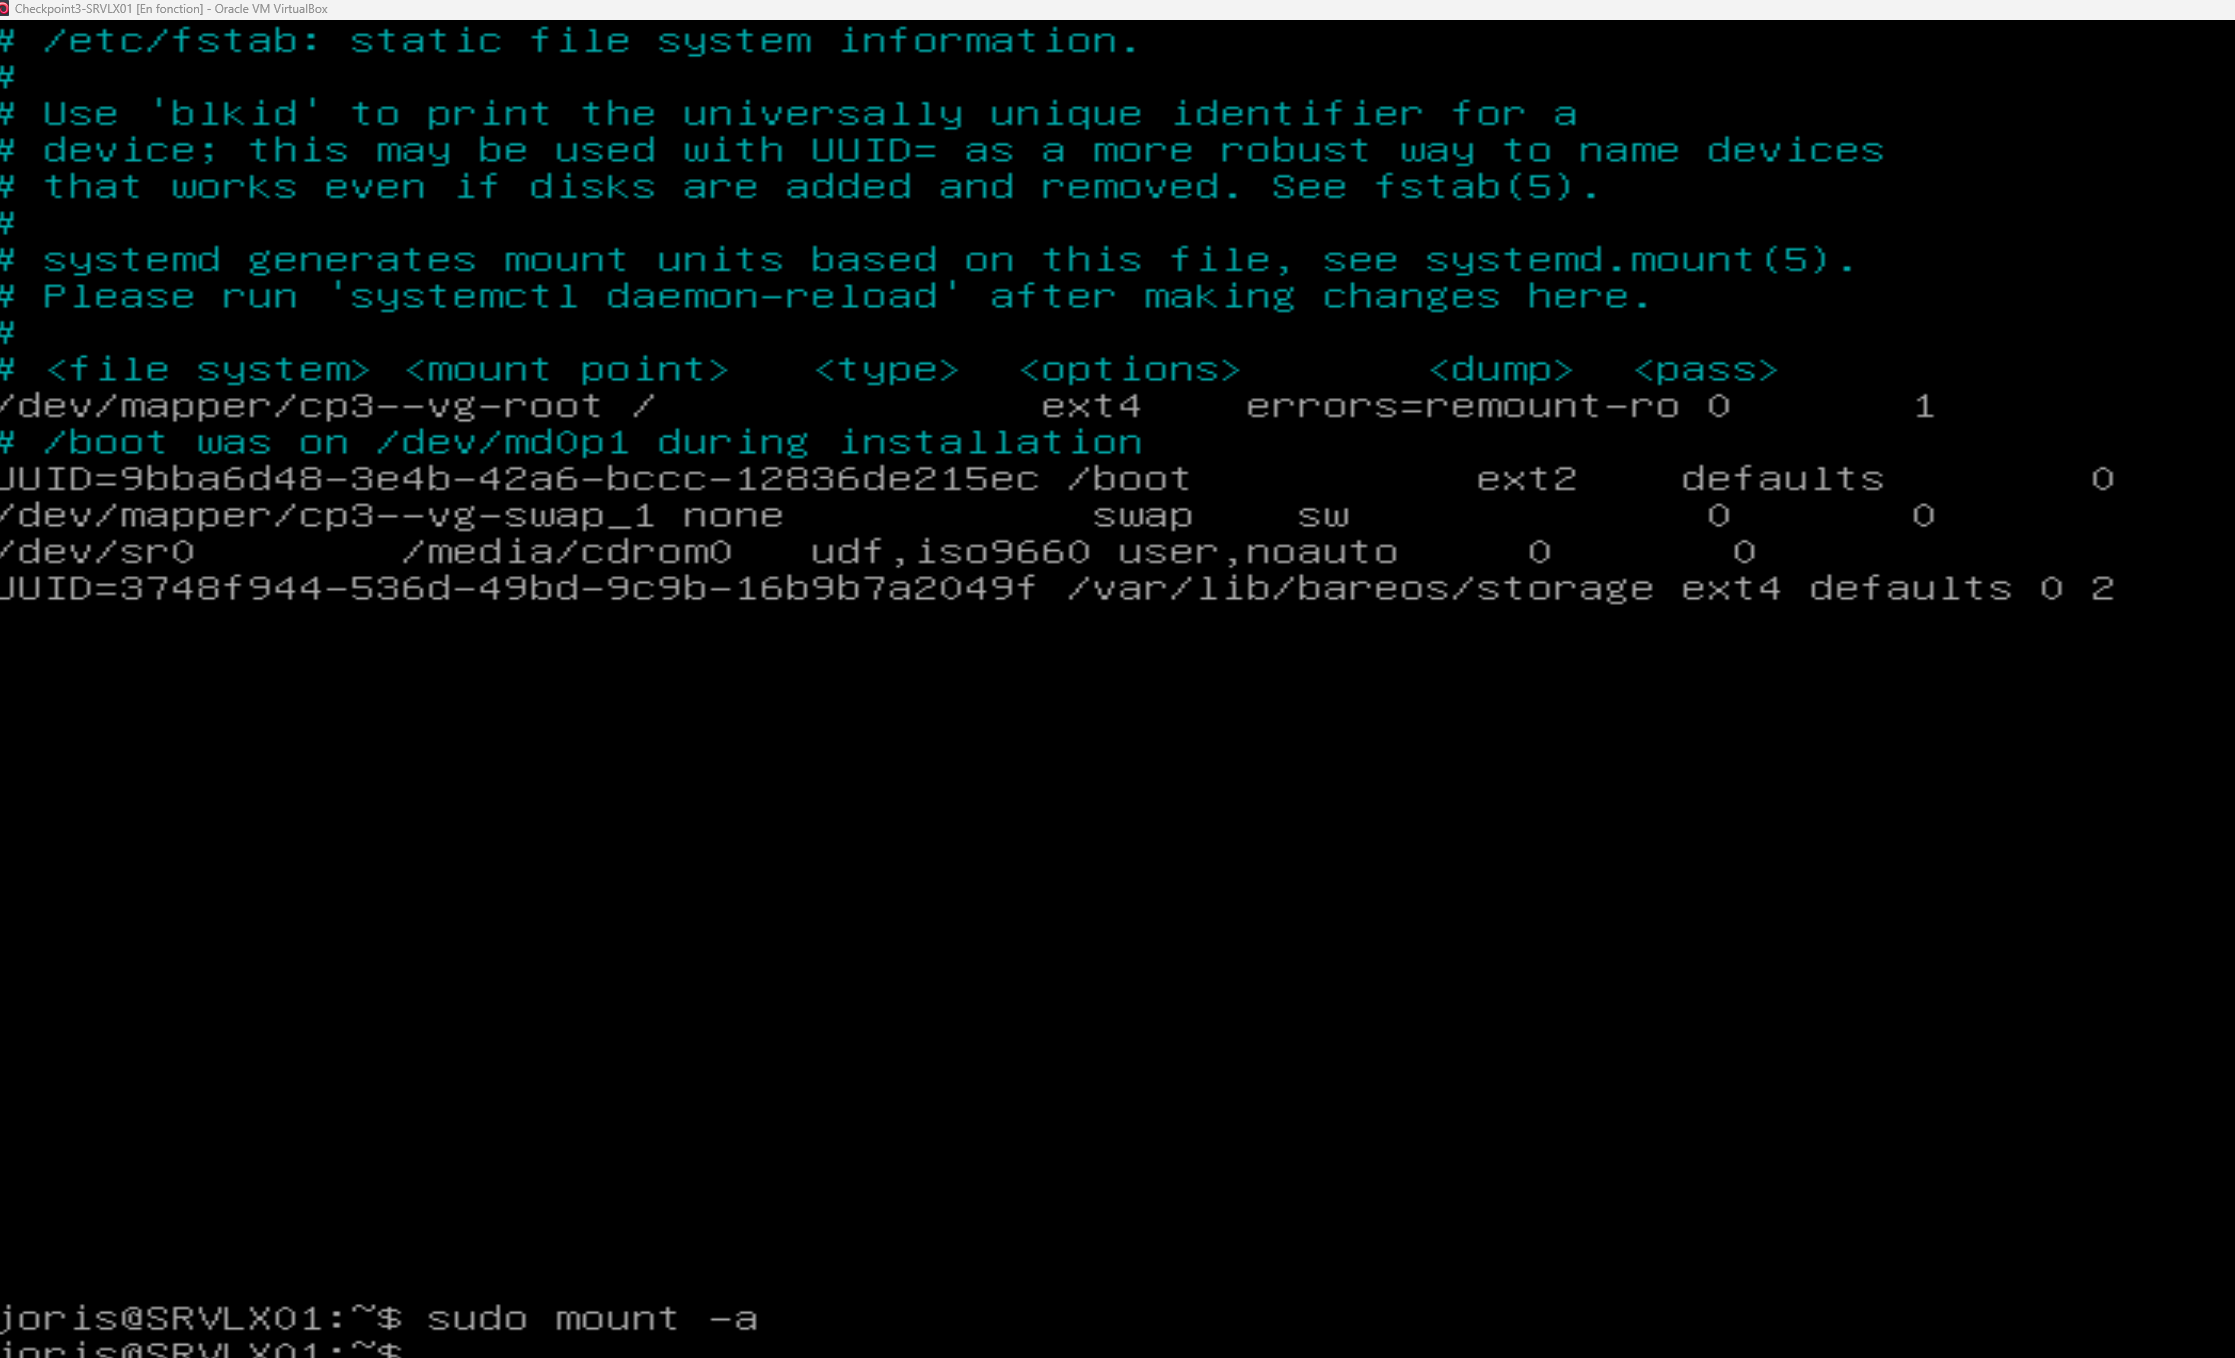 Checkpoint3-SRVLX01 [En fonction] - Oracle VM VirtualBox
# /etc/fstab: static file system information.
#
# Use 'blkid' to print the universally unique identifier for a
# device; this may be used with UUID= as a more robust way to name devices
# that works even if disks are added and removed. See fstab(5).
#
# systemd generates mount units based on this file, see systemd.mount(5).
# Please run 'systemctl daemon-reload' after making changes here.
#
# <file system> <mount point>   <type>  <options>       <dump>  <pass>
/dev/mapper/cp3--vg-root /               ext4    errors=remount-ro 0       1
# /boot was on /dev/md0p1 during installation
UUID=9bba6d48-3e4b-42a6-bccc-12836de215ec /boot           ext2    defaults        0
/dev/mapper/cp3--vg-swap_1 none            swap    sw              0       0
/dev/sr0        /media/cdrom0   udf,iso9660 user,noauto     0       0
UUID=3748f944-536d-49bd-9c9b-16b9b7a2049f /var/lib/bareos/storage ext4 defaults 0 2
joris@SRVLX01:~$ sudo mount -a
joris@SRVLX01:~$